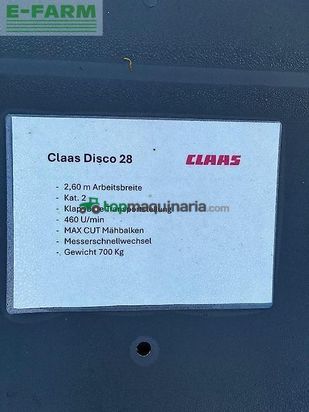 E-FARM
Claas Disco 28
CLAAS
- 2,60 m Arbeitsbreite
- Kat. 2
topmaquinaria.com
- 460 U/min
- MAX CUT Mähbalken
- Messerschnellwechsel
- Gewicht 700 Kg